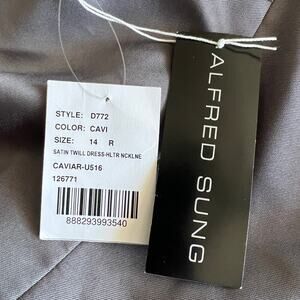 STYLE: D772
COLOR: CAVI
SIZE: 14 R
SATIN TWILL DRESS-HLTR NCKLNE
CAVIAR-U516
126771
888293993540
ALFRED SUNG